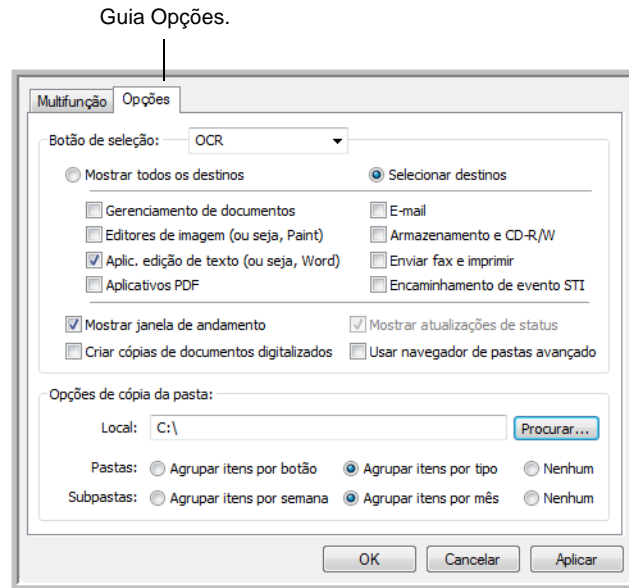 Guia Opções.
Multifunção Opções
Botão de seleção: OCR
Mostrar todos os destinos Selecionar destinos
Gerenciamento de documentos E-mail
Editores de imagem (ou seja, Paint) Armazenamento e CD-R/W
Aplic. edição de texto (ou seja, Word) Enviar fax e imprimir
Aplicativos PDF Encaminhamento de evento STI
Mostrar janela de andamento Mostrar atualizações de status
Criar cópias de documentos digitalizados Usar navegador de pastas avançado
Opções de cópia da pasta:
Local: C:\ Procurar...
Pastas: Agrupar itens por botão Agrupar itens por tipo Nenhum
Subpastas: Agrupar itens por semana Agrupar itens por mês Nenhum
OK Cancelar Aplicar